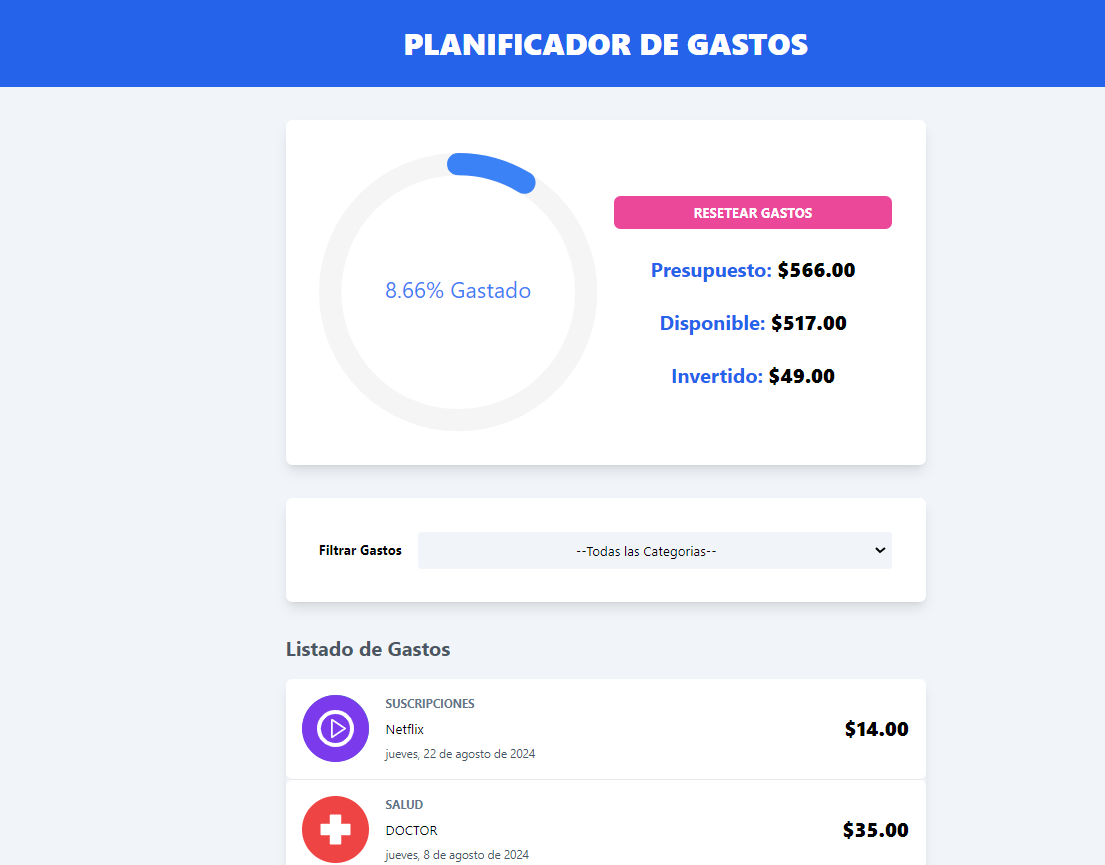 PLANIFICADOR DE GASTOS
8.66% Gastado
RESETEAR GASTOS
Presupuesto: $566.00
Disponible: $517.00
Invertido: $49.00
Filtrar Gastos
--Todas las Categorias--
Listado de Gastos
SUSCRIPCIONES
Netflix
$14.00
jueves, 22 de agosto de 2024
SALUD
DOCTOR
$35.00
jueves, 8 de agosto de 2024